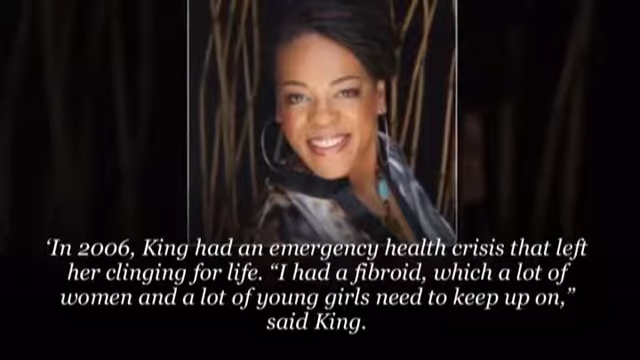 ‘In 2006, King had an emergency health crisis that left
her clinging for life. “I had a fibroid, which a lot of
women and a lot of young girls need to keep up on,”
said King.